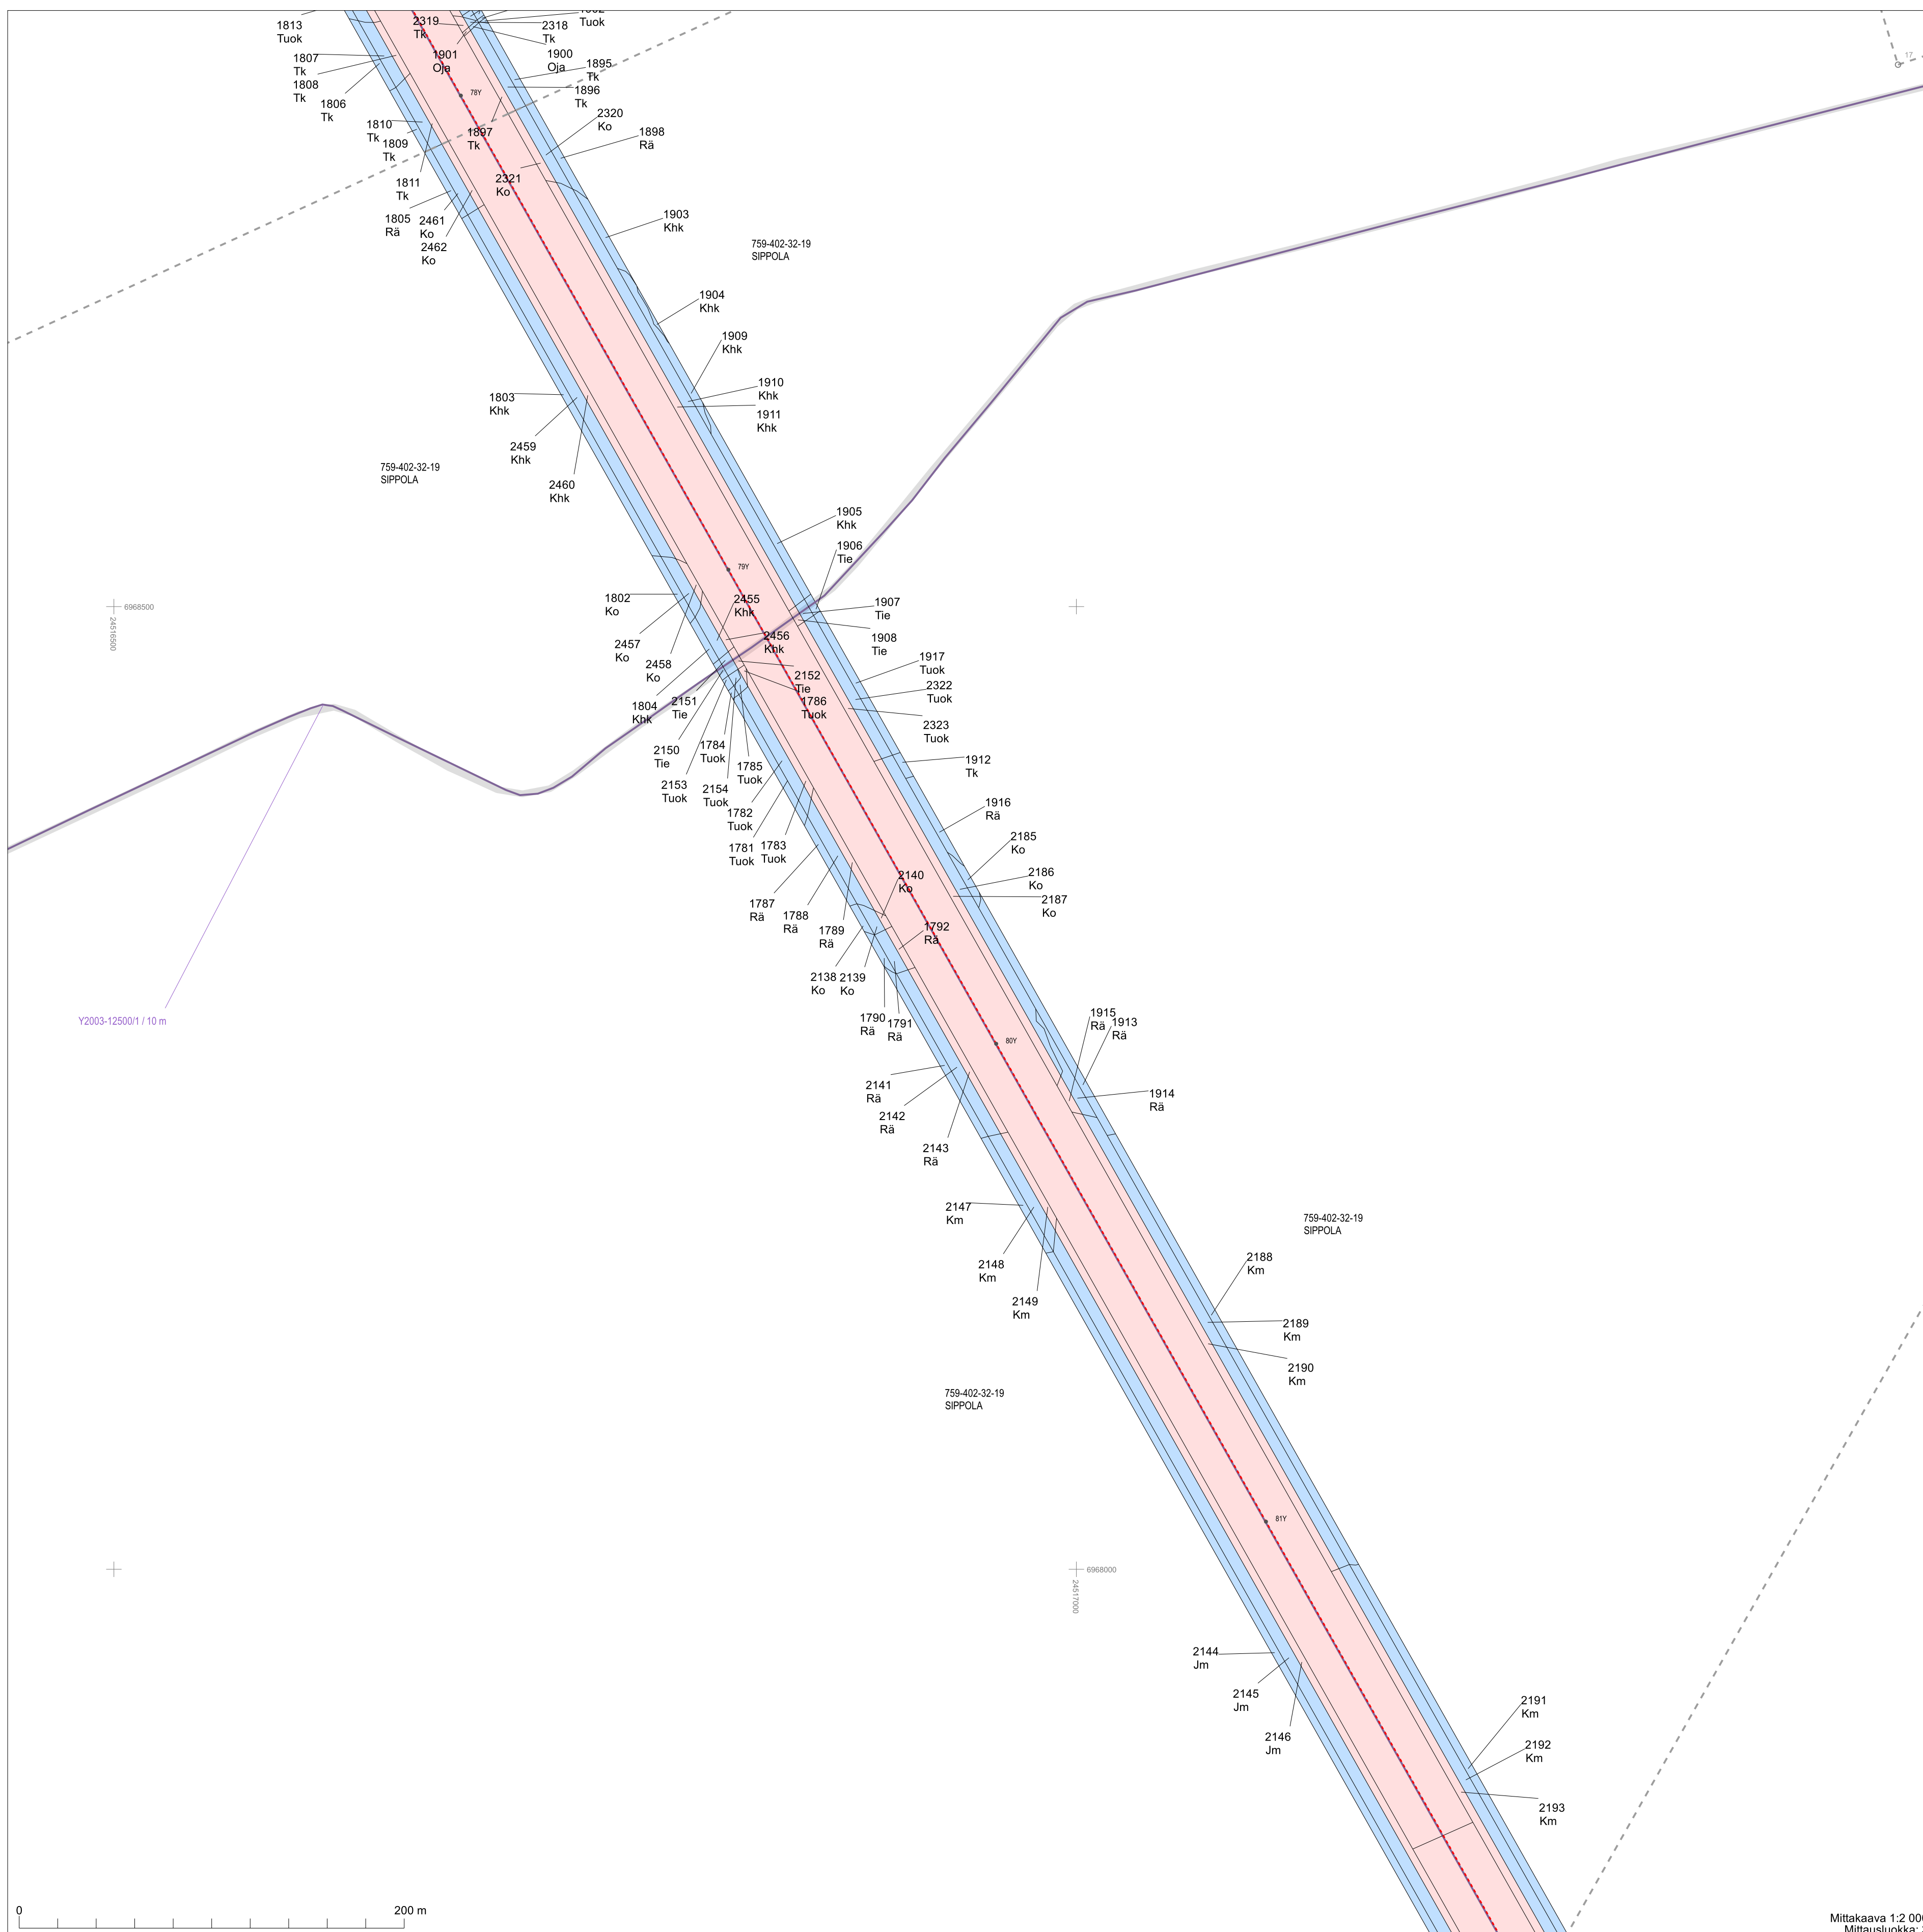 1813
Tuok
2319
Tk
2318
Tk
Tuok
1807
Tk
1808
Tk
1806
Tk
1901
Oja
1900
Oja
1895
Tk
1896
Tk
78Y
17
1810
Tk
1809
Tk
1811
Tk
1897
Tk
2320
Ko
1898
Rä
2321
Ko
1805
Rä
2461
Ko
2462
Ko
1903
Khk
759-402-32-19
SIPPOLA
1904
Khk
1909
Khk
1910
Khk
1911
Khk
1803
Khk
2459
Khk
2460
Khk
759-402-32-19
SIPPOLA
1905
Khk
1906
Tie
79Y
6968500
24516500
1802
Ko
2455
Khk
1907
Tie
2457
Ko
2458
Ko
2456
Khk
1908
Tie
1917
Tuok
2322
Tuok
2323
Tuok
2152
Tie
1786
Tuok
1804
Khk
2151
Tie
2150
Tie
1784
Tuok
1785
Tuok
2153
Tuok
2154
Tuok
1912
Tk
1782
Tuok
1781
Tuok
1783
Tuok
1916
Rä
2185
Ko
2186
Ko
2187
Ko
2140
Ko
1787
Rä
1788
Rä
1789
Rä
1792
Rä
2138
Ko
2139
Ko
1790
Rä
1791
Rä
Y2003-12500/1 / 10 m
80Y
1915
Rä
1913
Rä
1914
Rä
2141
Rä
2142
Rä
2143
Rä
2147
Km
2148
Km
2149
Km
759-402-32-19
SIPPOLA
2188
Km
2189
Km
2190
Km
759-402-32-19
SIPPOLA
81Y
6968000
24517000
2144
Jm
2145
Jm
2146
Jm
2191
Km
2192
Km
2193
Km
0
200 m
Mittakaava 1:2 00
Mittausluokka: